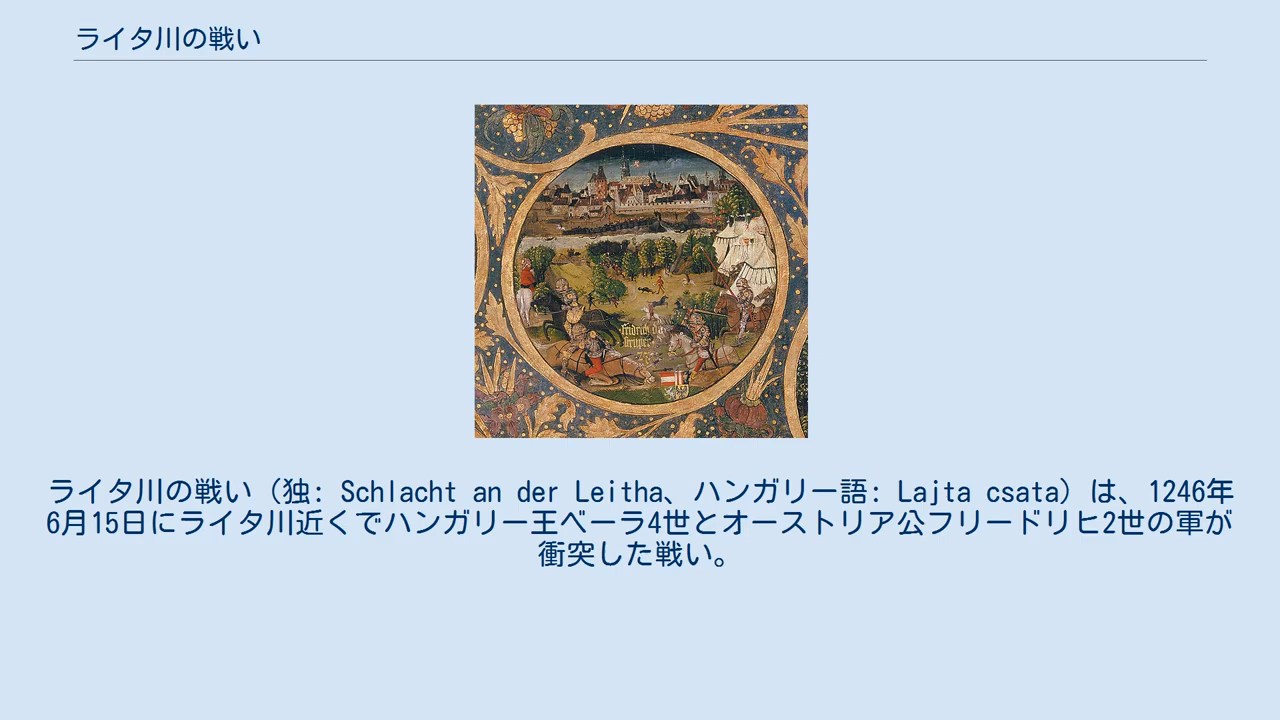 ライタ川の戦い
fridrich d
ライタ川の戦い（独: Schlacht an der Leitha、ハンガリー語: Lajta csata）は、1246年
6月15日にライタ川近くでハンガリー王ベーラ4世とオーストリア公フリードリヒ2世の軍が
衝突した戦い。